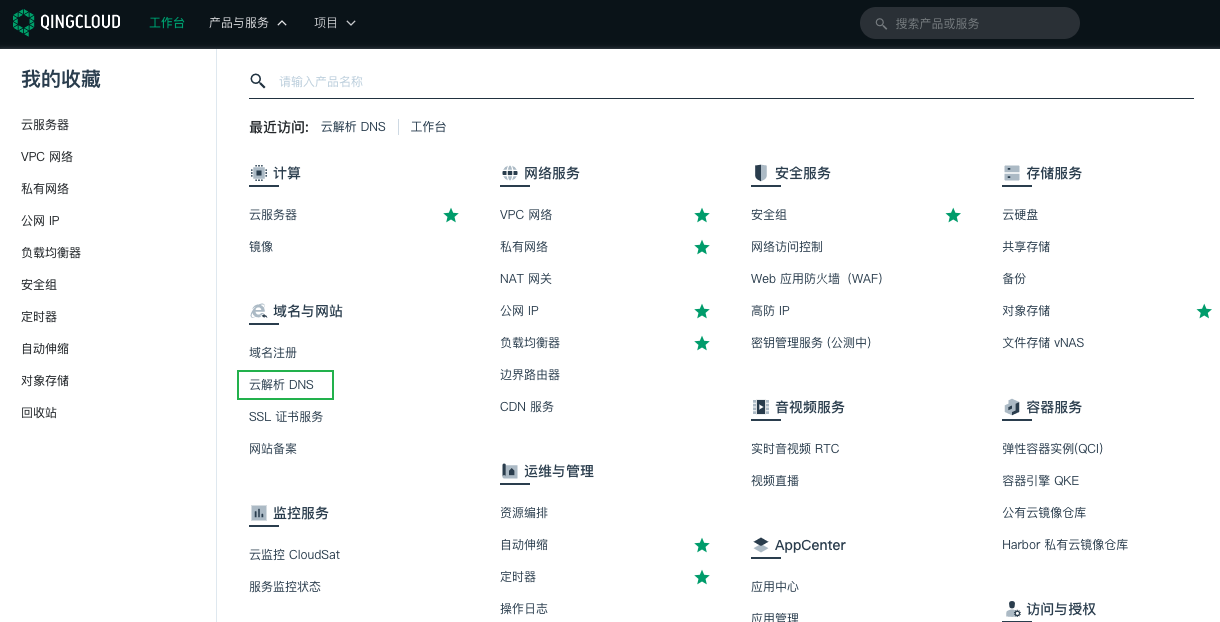 QINGCLOUD 工作台 产品与服务 项目 搜索产品或服务
我的收藏
云服务器
VPC 网络
私有网络
公网 IP
负载均衡器
安全组
定时器
自动伸缩
对象存储
回收站
请输入产品名称
最近访问: 云解析 DNS 工作台
计算
云服务器
镜像
域名与网站
域名注册
云解析 DNS
SSL 证书服务
网站备案
监控服务
云监控 CloudSat
服务监控状态
网络服务
VPC 网络
私有网络
NAT 网关
公网 IP
负载均衡器
边界路由器
CDN 服务
运维与管理
资源编排
自动伸缩
定时器
操作日志
安全服务
安全组
网络访问控制
Web 应用防火墙（WAF）
高防 IP
密钥管理服务 (公测中)
音视频服务
实时音视频 RTC
视频直播
AppCenter
应用中心
应用管理
存储服务
云硬盘
共享存储
备份
对象存储
文件存储 vNAS
容器服务
弹性容器实例(QCI)
容器引擎 QKE
公有云镜像仓库
Harbor 私有云镜像仓库
访问与授权